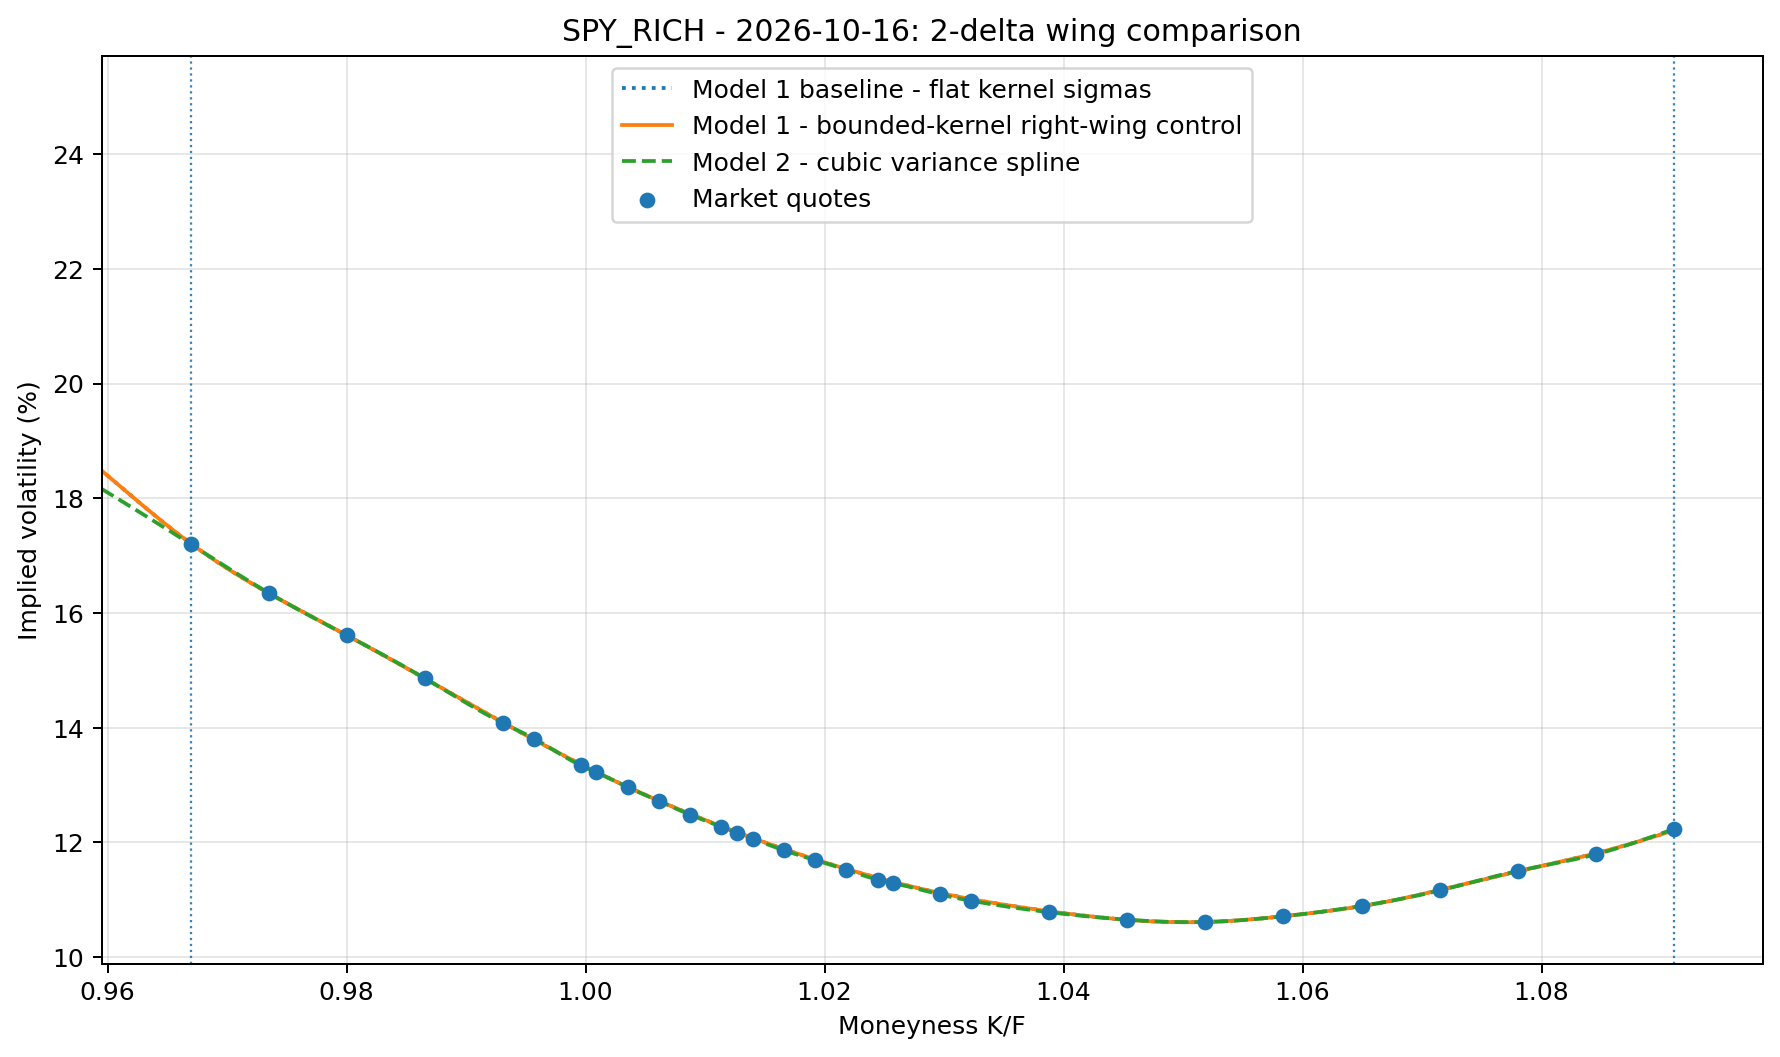 SPY_RICH - 2026-10-16: 2-delta wing comparison
Model 1 baseline - flat kernel sigmas
Model 1 - bounded-kernel right-wing control
Model 2 - cubic variance spline
Market quotes
Implied volatility (%)
24
22
20
18
16
14
12
10
0.96
0.98
1.00
1.02
1.04
1.06
1.08
Moneyness K/F